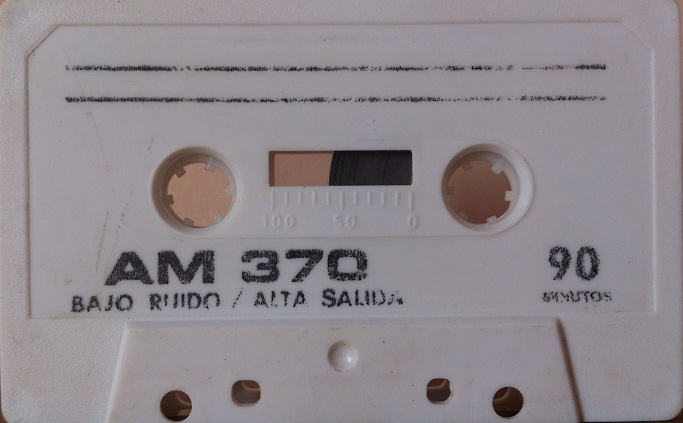 100 50 0
AM 370
90
BAJO RUIDO / ALTA SALIDA
MINUTOS